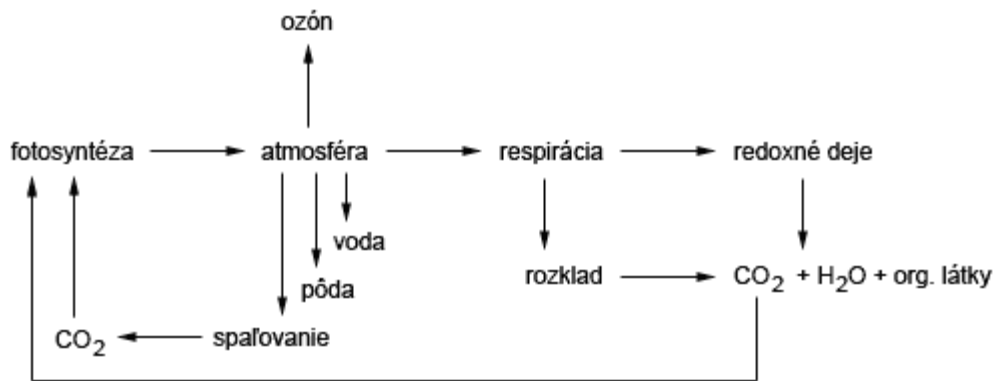 ozón
fotosyntéza atmosféra respirácia redoxné deje
voda
rozklad CO2 + H2O + org. látky
pôda
CO2 spaľovanie